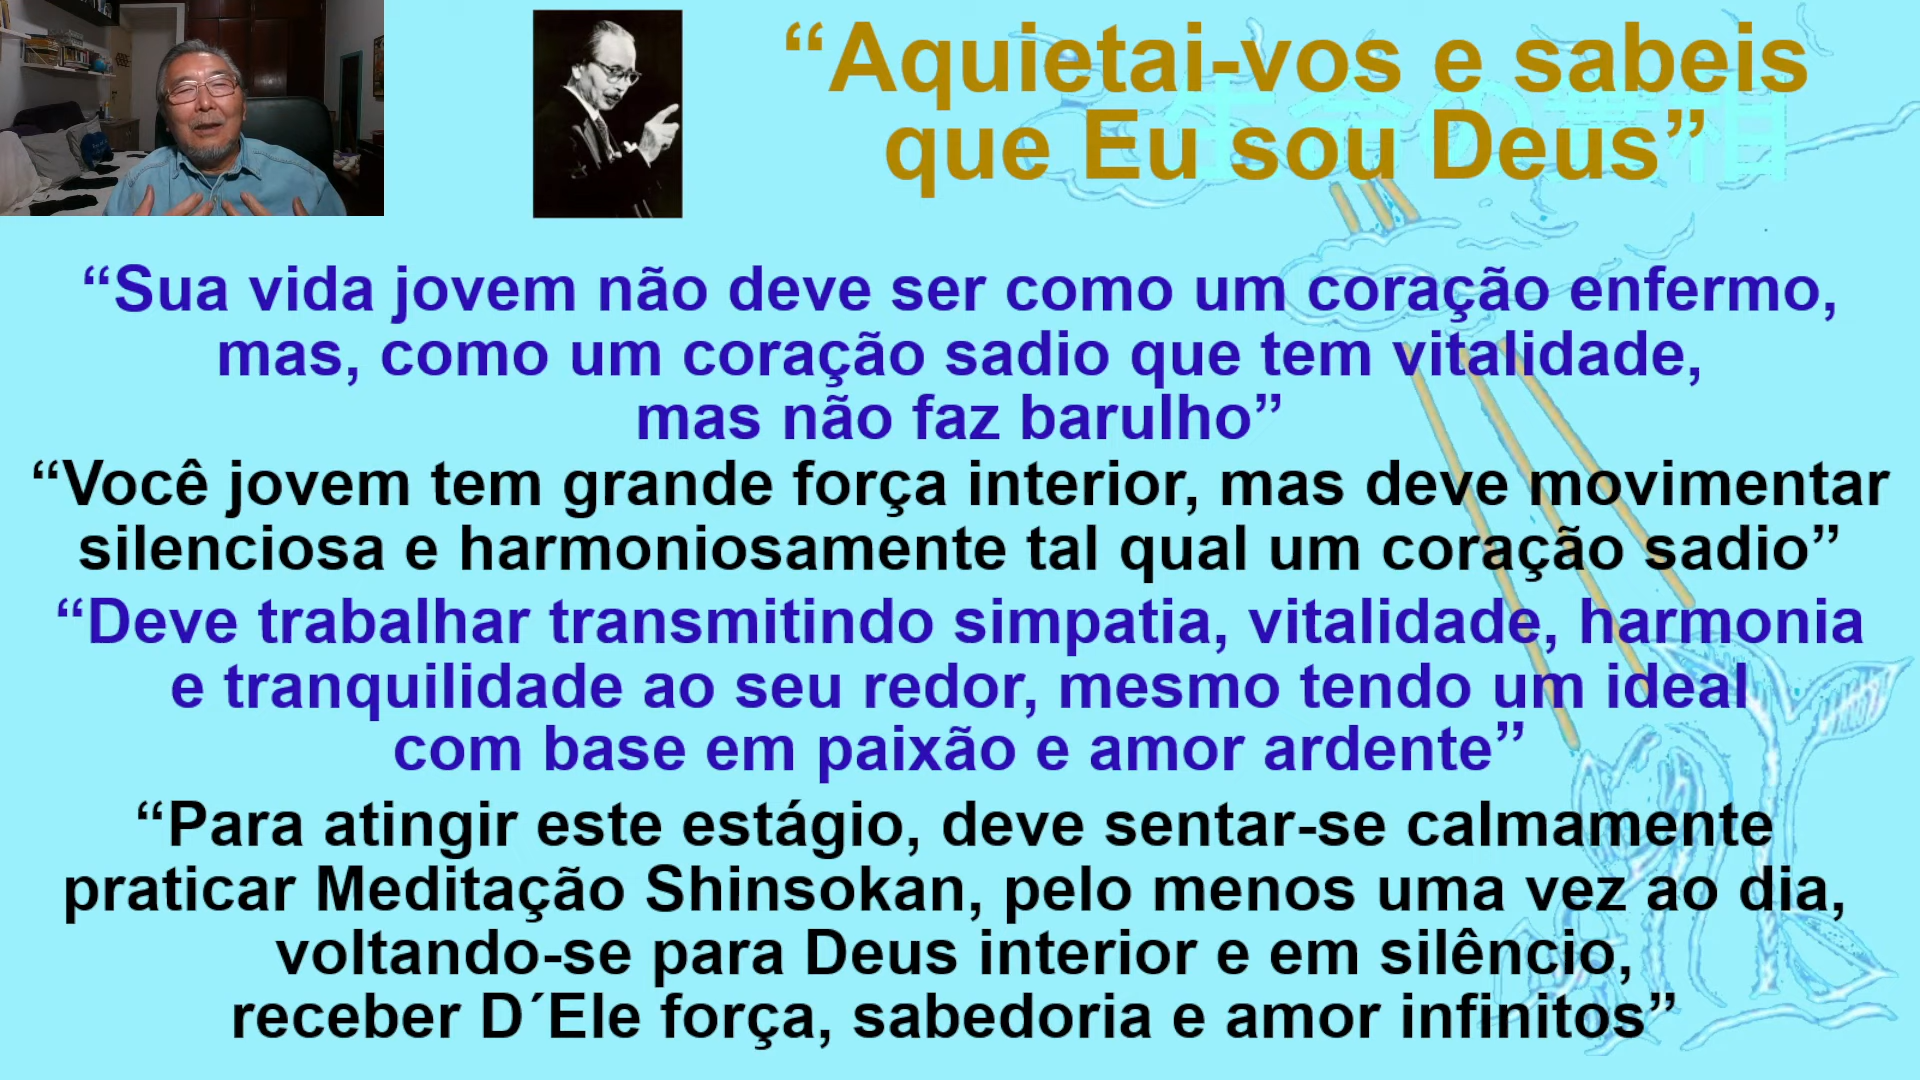 “Aquietai-vos e sabeis
que Eu sou Deus”
生命の實相
“Sua vida jovem não deve ser como um coração enfermo,
mas, como um coração sadio que tem vitalidade,
mas não faz barulho”
“Você jovem tem grande força interior, mas deve movimentar
silenciosa e harmoniosamente tal qual um coração sadio”
“Deve trabalhar transmitindo simpatia, vitalidade, harmonia
e tranquilidade ao seu redor, mesmo tendo um ideal
com base em paixão e amor ardente”
“Para atingir este estágio, deve sentar-se calmamente
praticar Meditação Shinsokan, pelo menos uma vez ao dia,
voltando-se para Deus interior e em silêncio,
receber D´Ele força, sabedoria e amor infinitos”